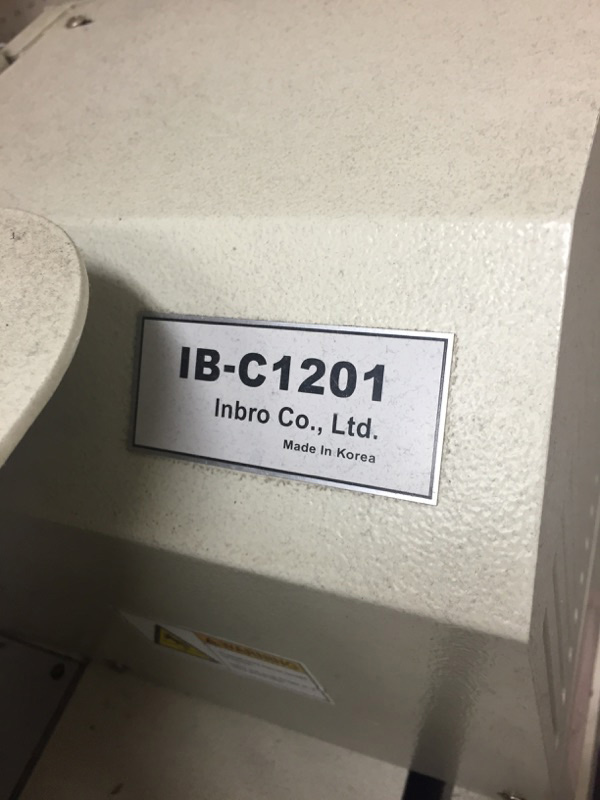 IB-C1201
Inbro Co., Ltd.
Made In Korea